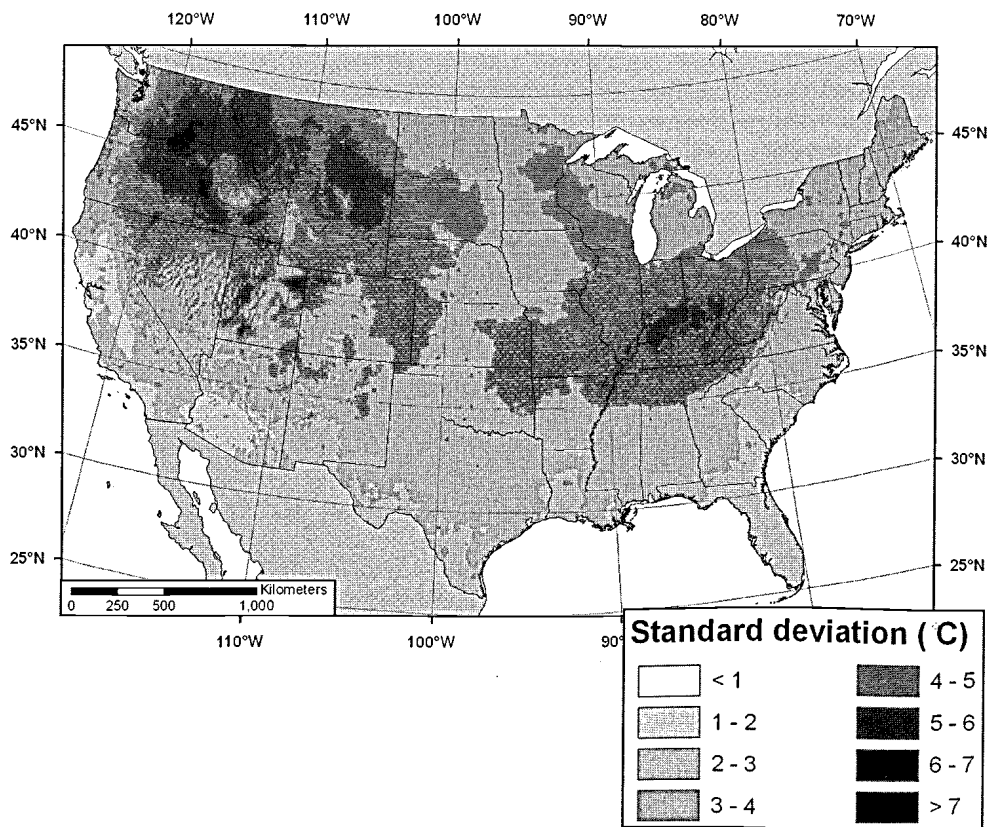 120°W 110°W 100°W 90°W 80°W 70°W
45°N 45°N
40°N 40°N
35°N 35°N
30°N 30°N
25°N 25°N
Kilometers
0 250 500 1,000
110°W 100°W 90°
Standard deviation ( C)
< 1 4 - 5
1 - 2 5 - 6
2 - 3 6 - 7
3 - 4 > 7